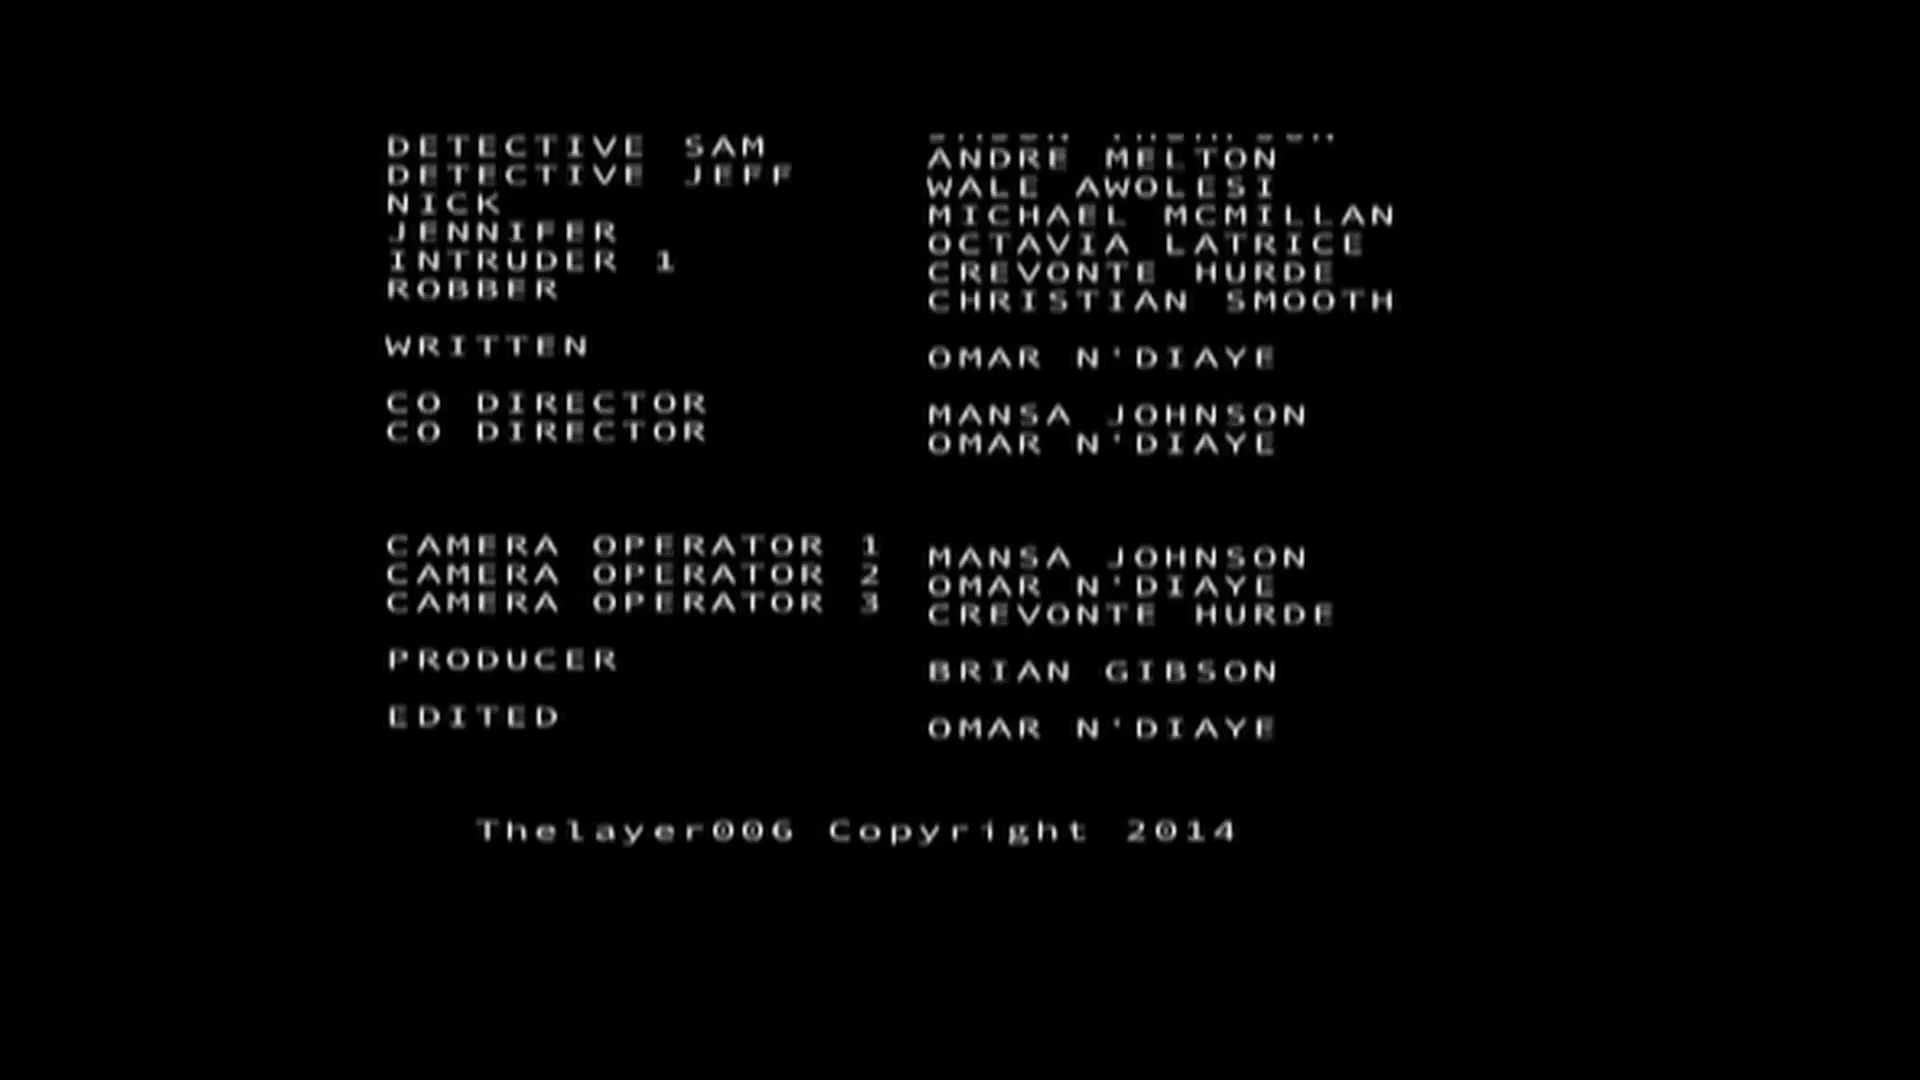 DETECTIVE SAM ANDRE MELTON
DETECTIVE JEFF WALE AWOLESI
NICK MICHAEL MCMILLAN
JENNIFER OCTAVIA LATRICE
INTRUDER 1 CREVONTE HURDE
ROBBER CHRISTIAN SMOOTH
WRITTEN OMAR N'DIAYE
CO DIRECTOR MANSA JOHNSON
CO DIRECTOR OMAR N'DIAYE
CAMERA OPERATOR 1 MANSA JOHNSON
CAMERA OPERATOR 2 OMAR N'DIAYE
CAMERA OPERATOR 3 CREVONTE HURDE
PRODUCER BRIAN GIBSON
EDITED OMAR N'DIAYE
Thelayer006 Copyright 2014